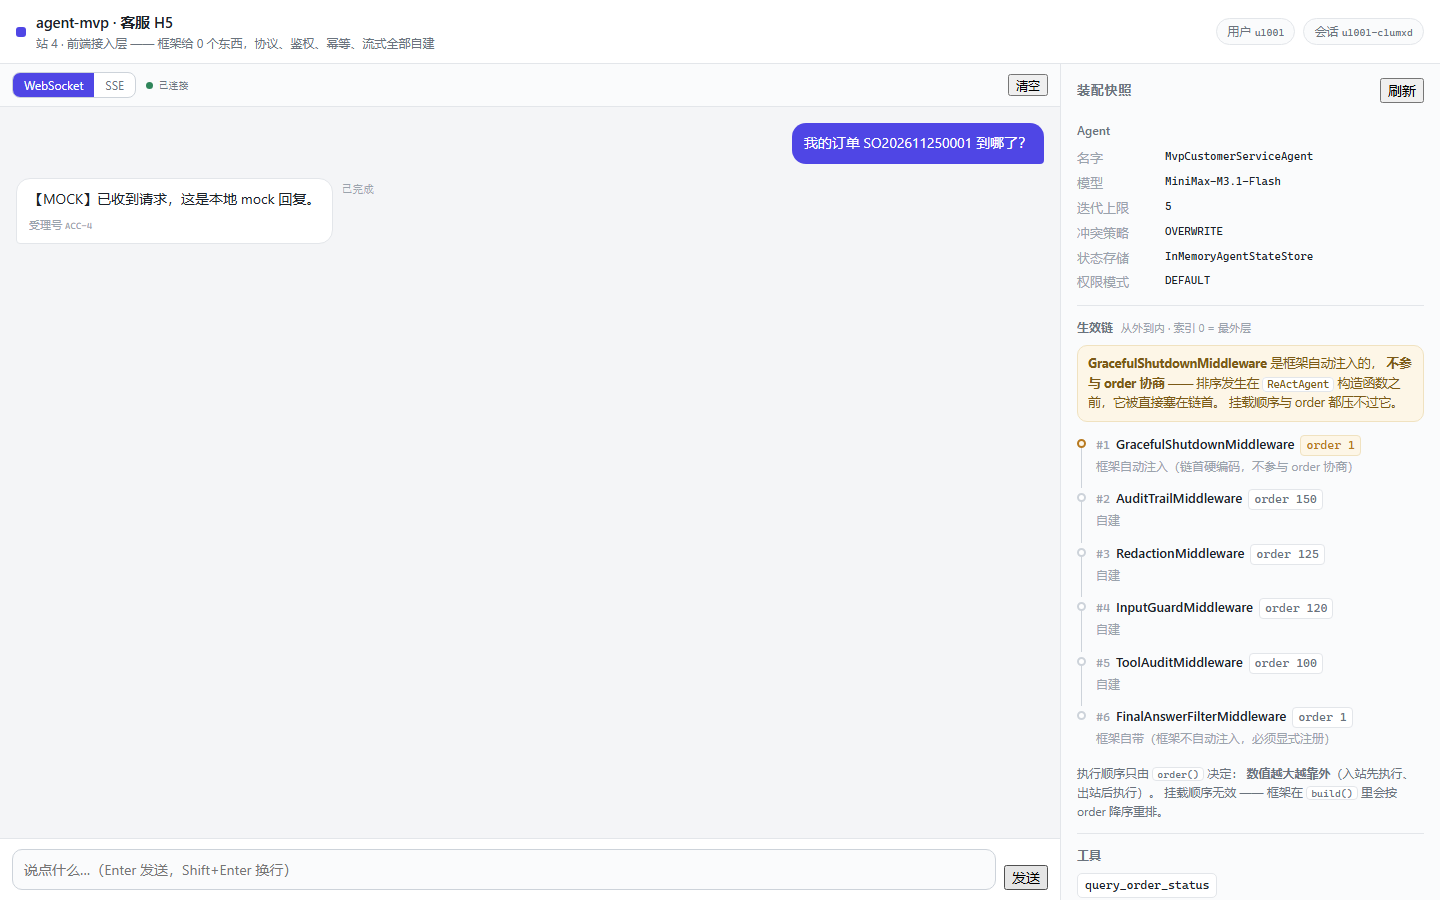 agent-mvp · 客服 H5
站 4 · 前端接入层 —— 框架给 0 个东西，协议、鉴权、幂等、流式全部自建
用户 u1001
会话 u1001-clumxd
WebSocket
SSE
已连接
清空
我的订单 SO202611250001 到哪了？
【MOCK】已收到请求，这是本地 mock 回复。
受理号 ACC-4
已完成
说点什么...（Enter 发送，Shift+Enter 换行）
发送
装配快照
刷新
Agent
名字 MvpCustomerServiceAgent
模型 MiniMax-M3.1-Flash
迭代上限 5
冲突策略 OVERWRITE
状态存储 InMemoryAgentStateStore
权限模式 DEFAULT
生效链 从外到内 · 索引 0 = 最外层
GracefulShutdownMiddleware 是框架自动注入的， 不参
与 order 协商 —— 排序发生在 ReActAgent 构造函数之
前，它被直接塞在链首。 挂载顺序与 order 都压不过它。
#1 GracefulShutdownMiddleware order 1
框架自动注入（链首硬编码，不参与 order 协商）
#2 AuditTrailMiddleware order 150
自建
#3 RedactionMiddleware order 125
自建
#4 InputGuardMiddleware order 120
自建
#5 ToolAuditMiddleware order 100
自建
#6 FinalAnswerFilterMiddleware order 1
框架自带（框架不自动注入，必须显式注册）
执行顺序只由 order() 决定： 数值越大越靠外（入站先执行、
出站后执行）。 挂载顺序无效 —— 框架在 build() 里会按
order 降序重排。
工具
query_order_status